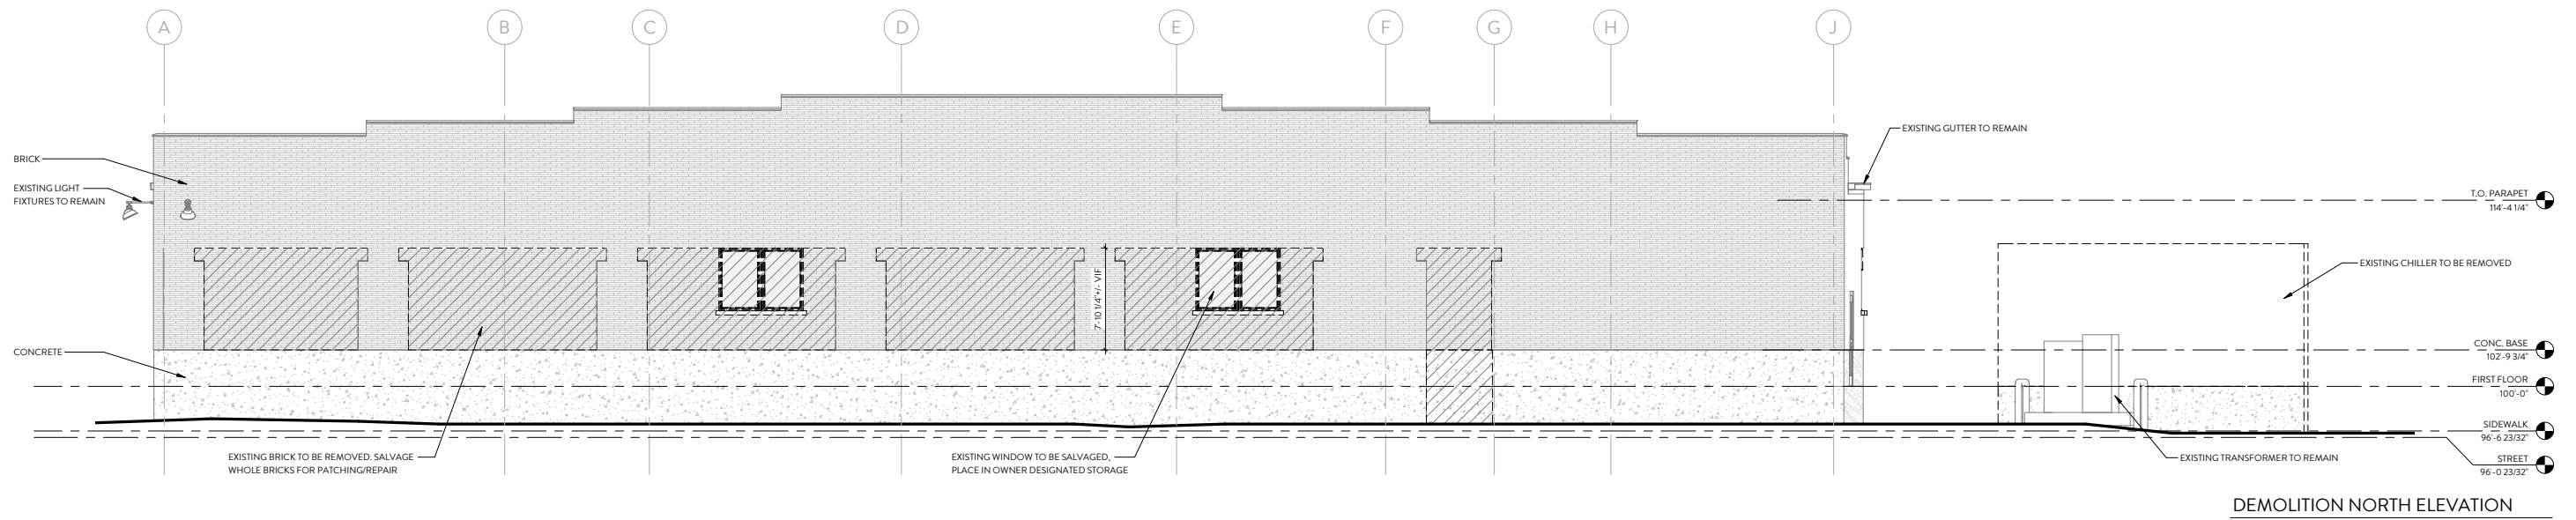 A B C D E F G H J
EXISTING GUTTER TO REMAIN
BRICK
EXISTING LIGHT
FIXTURES TO REMAIN
T.O. PARAPET
114'-4 1/4"
EXISTING CHILLER TO BE REMOVED
7'-10 1/4"+/- VIF
CONCRETE
CONC. BASE
102'-9 3/4"
FIRST FLOOR
100'-0"
SIDEWALK
96'-6 23/32"
EXISTING BRICK TO BE REMOVED. SALVAGE
WHOLE BRICKS FOR PATCHING/REPAIR
EXISTING WINDOW TO BE SALVAGED,
PLACE IN OWNER DESIGNATED STORAGE
EXISTING TRANSFORMER TO REMAIN
STREET
96'-0 23/32"
DEMOLITION NORTH ELEVATION